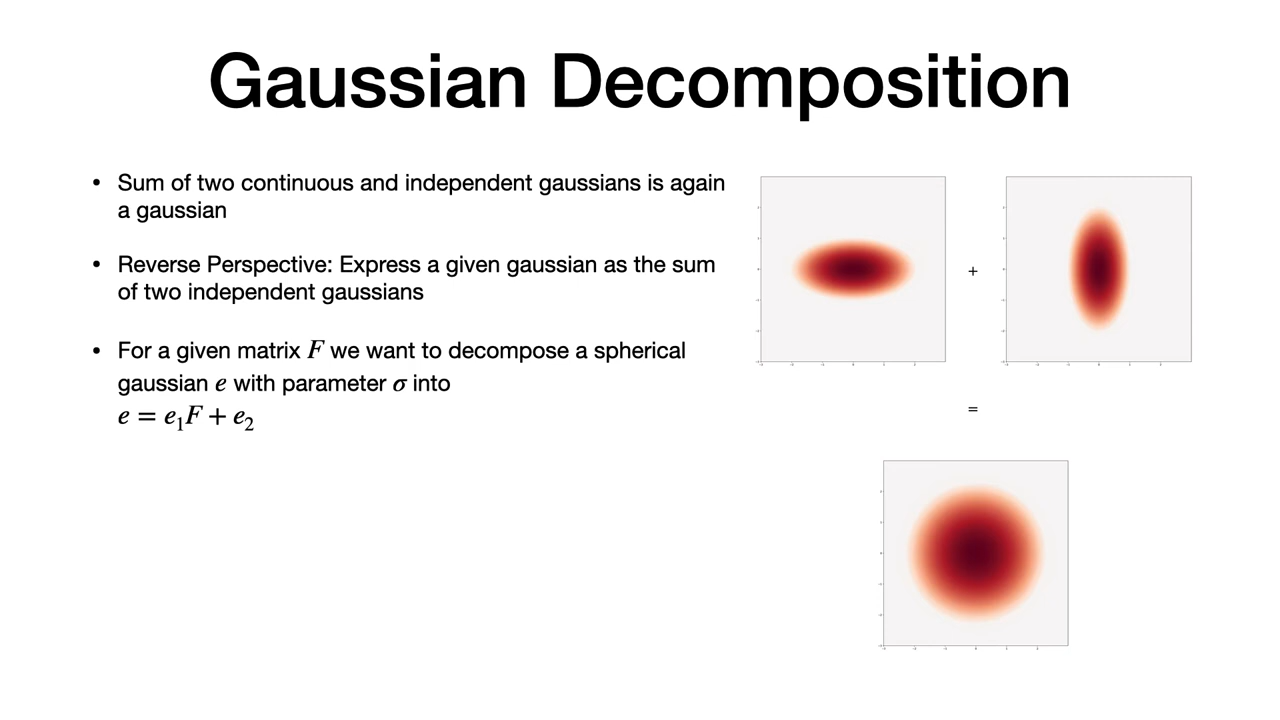 Gaussian Decomposition
• Sum of two continuous and independent gaussians is again
a gaussian
• Reverse Perspective: Express a given gaussian as the sum
of two independent gaussians
• For a given matrix F we want to decompose a spherical
gaussian e with parameter σ into
e = e₁F + e₂
+
=